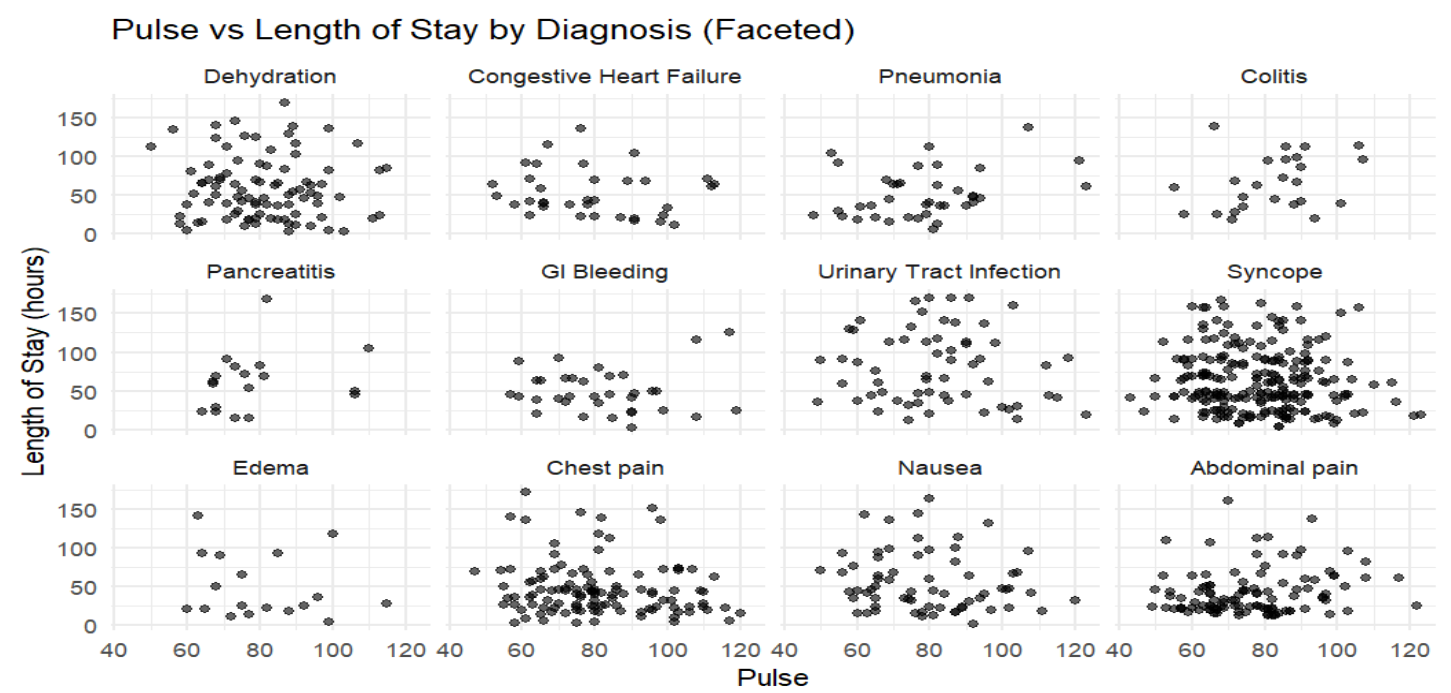 Pulse vs Length of Stay by Diagnosis (Faceted)
Dehydration Congestive Heart Failure Pneumonia Colitis
150
100
50
0
Pancreatitis GI Bleeding Urinary Tract Infection Syncope
150
100
50
0
Length of Stay (hours)
Edema Chest pain Nausea Abdominal pain
150
100
50
0
40 60 80 100 120 40 60 80 100 120 40 60 80 100 120 40 60 80 100 120
Pulse